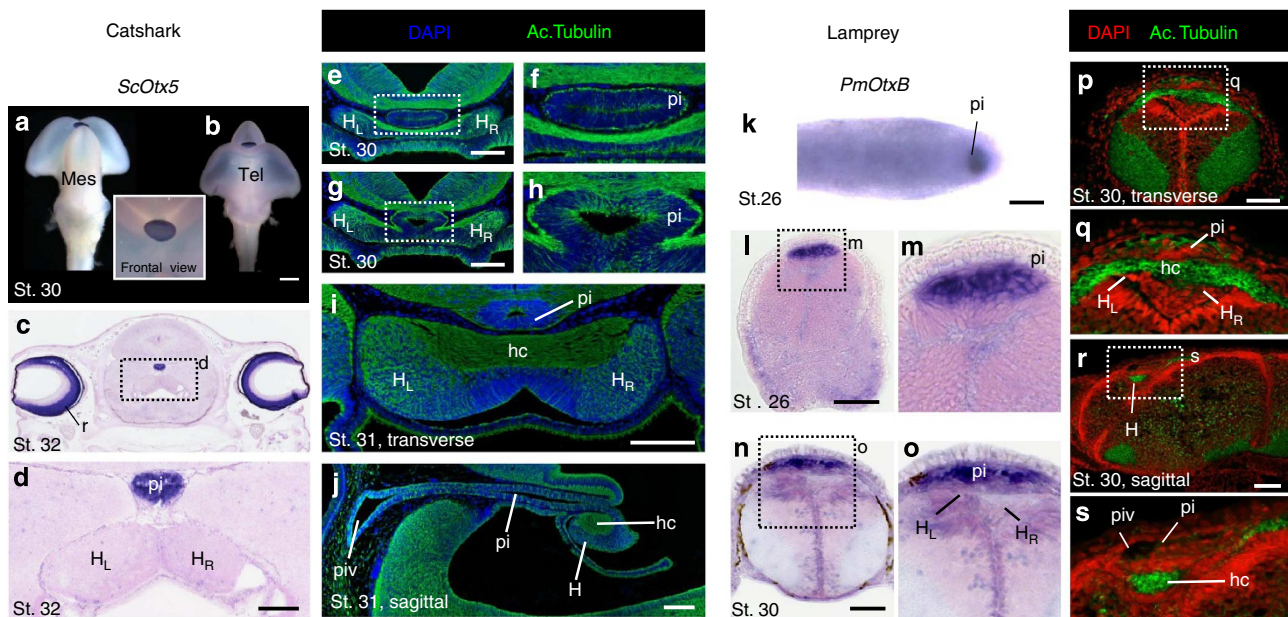 Catshark
DAPI Ac.Tubulin
Lamprey
DAPI Ac.Tubulin
ScOtx5
PmOtxB
a
Mes
b
Tel
Frontal view
St. 30
c
d
r
St. 32
d
pi
HL HR
St. 32
e
HL HR
St. 30
f
pi
g
HL HR
St. 30
h
pi
i
pi
hc
HL HR
St. 31, transverse
j
piv
pi
hc
H
St. 31, sagittal
k
pi
St.26
l
m
St . 26
m
pi
n
o
St. 30
o
pi
HL HR
p
q
St. 30, transverse
q
pi
hc
HL HR
r
s
H
St. 30, sagittal
s
piv pi
hc